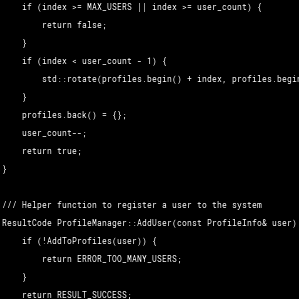 if (index >= MAX_USERS || index >= user_count) {
return false;
}
if (index < user_count - 1) {
std::rotate(profiles.begin() + index, profiles.begin
}
profiles.back() = {};
user_count--;
return true;
}
/// Helper function to register a user to the system
ResultCode ProfileManager::AddUser(const ProfileInfo& user)
if (!AddToProfiles(user)) {
return ERROR_TOO_MANY_USERS;
}
return RESULT_SUCCESS;